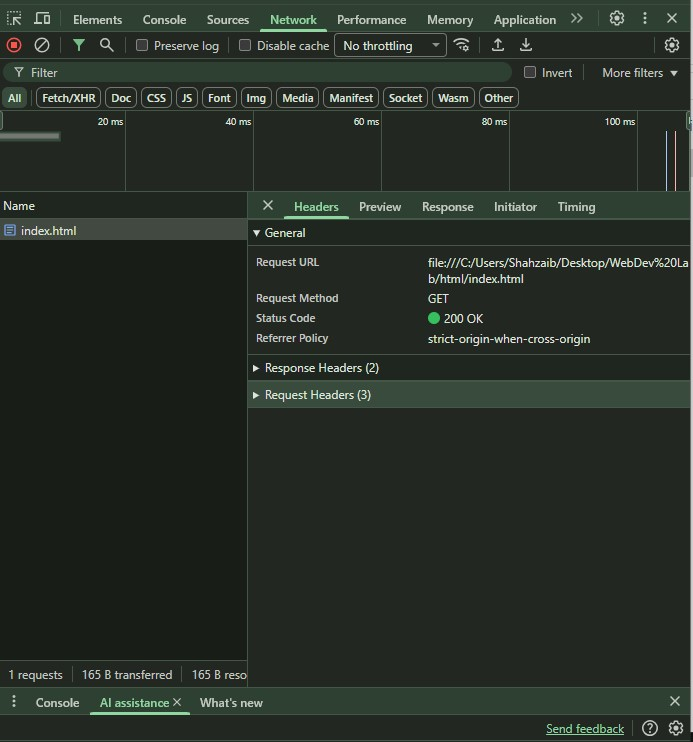 Elements Console Sources Network Performance Memory Application
Preserve log Disable cache No throttling
Filter Invert More filters
All Fetch/XHR Doc CSS JS Font Img Media Manifest Socket Wasm Other
20 ms 40 ms 60 ms 80 ms 100 ms
Name Headers Preview Response Initiator Timing
index.html General
Request URL file:///C:/Users/Shahzaib/Desktop/WebDev%20La
b/html/index.html
Request Method GET
Status Code 200 OK
Referrer Policy strict-origin-when-cross-origin
Response Headers (2)
Request Headers (3)
1 requests 165 B transferred 165 B reso
Console AI assistance What's new
Send feedback